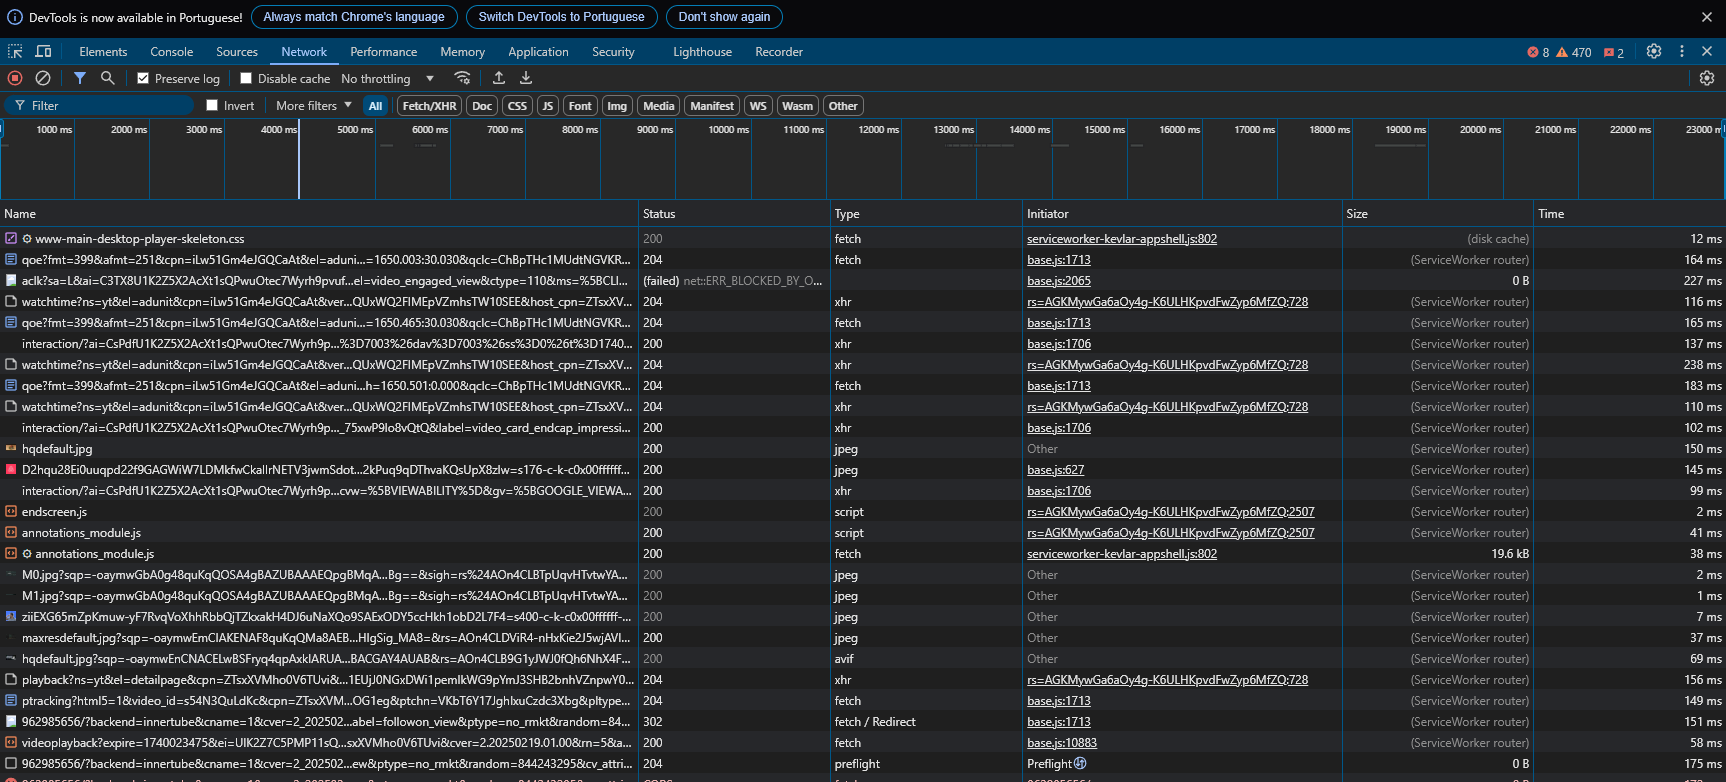 DevTools is now available in Portuguese! Always match Chrome's language Switch DevTools to Portuguese Don't show again
Elements Console Sources Network Performance Memory Application Security Lighthouse Recorder 8 470 2
Preserve log Disable cache No throttling
Filter Invert More filters All Fetch/XHR Doc CSS JS Font Img Media Manifest WS Wasm Other
1000 ms 2000 ms 3000 ms 4000 ms 5000 ms 6000 ms 7000 ms 8000 ms 9000 ms 10000 ms 11000 ms 12000 ms 13000 ms 14000 ms 15000 ms 16000 ms 17000 ms 18000 ms 19000 ms 20000 ms 21000 ms 22000 ms 23000 m
Name Status Type Initiator Size Time
www-main-desktop-player-skeleton.css 200 fetch serviceworker-kevlar-appshell.js:802 (disk cache) 12 ms
qoe?fmt=399&afmt=251&cpn=iLw51Gm4eJGQCaAt&el=aduni...=1650.003:30.030&qclc=ChBpTHc1MUdtNGVKR... 204 fetch base.js:1713 (ServiceWorker router) 164 ms
aclk?sa=L&ai=C3TX8U1K2Z5X2AcXt1sQPwuOtec7Wyrh9pvuf...el=video_engaged_view&ctype=110&ms=%5BCLI... (failed) net::ERR_BLOCKED_BY_O... base.js:2065 0 B 227 ms
watchtime?ns=yt&el=adunit&cpn=iLw51Gm4eJGQCaAt&ver...QUxWQ2FIMEpVZmhsTW10SEE&host_cpn=ZTsxXV... 204 xhr rs=AGKMywGa6aOy4g-K6ULHKpvdFwZyp6MfZQ:728 (ServiceWorker router) 116 ms
qoe?fmt=399&afmt=251&cpn=iLw51Gm4eJGQCaAt&el=aduni...=1650.465:30.030&qclc=ChBpTHc1MUdtNGVKR... 204 fetch base.js:1713 (ServiceWorker router) 165 ms
interaction/?ai=CsPdfU1K2Z5X2AcXt1sQPwuOtec7Wyrh9p...%3D7003%26dav%3D7003%26ss%3D0%26t%3D1740... 200 xhr base.js:1706 (ServiceWorker router) 137 ms
watchtime?ns=yt&el=adunit&cpn=iLw51Gm4eJGQCaAt&ver...QUxWQ2FIMEpVZmhsTW10SEE&host_cpn=ZTsxXV... 204 xhr rs=AGKMywGa6aOy4g-K6ULHKpvdFwZyp6MfZQ:728 (ServiceWorker router) 238 ms
qoe?fmt=399&afmt=251&cpn=iLw51Gm4eJGQCaAt&el=aduni...h=1650.501:0.000&qclc=ChBpTHc1MUdtNGVKR... 204 fetch base.js:1713 (ServiceWorker router) 183 ms
watchtime?ns=yt&el=adunit&cpn=iLw51Gm4eJGQCaAt&ver...QUxWQ2FIMEpVZmhsTW10SEE&host_cpn=ZTsxXV... 204 xhr rs=AGKMywGa6aOy4g-K6ULHKpvdFwZyp6MfZQ:728 (ServiceWorker router) 110 ms
interaction/?ai=CsPdfU1K2Z5X2AcXt1sQPwuOtec7Wyrh9p..._75xwP9Io8vQtQ&label=video_card_endcap_impressi... 200 xhr base.js:1706 (ServiceWorker router) 102 ms
hqdefault.jpg 200 jpeg Other (ServiceWorker router) 150 ms
D2hqu28Ei0uuqpd22f9GAGWiW7LDMkfwCkaIlrNETV3jwmSdot...2kPuq9qDThvaKQsUpX8zlw=s176-c-k-c0x00ffffff... 200 jpeg base.js:627 (ServiceWorker router) 145 ms
interaction/?ai=CsPdfU1K2Z5X2AcXt1sQPwuOtec7Wyrh9p...cvw=%5BVIEWABILITY%5D&gv=%5BGOOGLE_VIEWA... 200 xhr base.js:1706 (ServiceWorker router) 99 ms
endscreen.js 200 script rs=AGKMywGa6aOy4g-K6ULHKpvdFwZyp6MfZQ:2507 (ServiceWorker router) 2 ms
annotations_module.js 200 script rs=AGKMywGa6aOy4g-K6ULHKpvdFwZyp6MfZQ:2507 (ServiceWorker router) 41 ms
annotations_module.js 200 fetch serviceworker-kevlar-appshell.js:802 19.6 kB 38 ms
M0.jpg?sqp=-oaymwGbA0g48quKqQOSA4gBAZUBAAAEQpgBMqA...Bg==&sigh=rs%24AOn4CLBTpUqvHTvtwYA... 200 jpeg Other (ServiceWorker router) 2 ms
M1.jpg?sqp=-oaymwGbA0g48quKqQOSA4gBAZUBAAAEQpgBMqA...Bg==&sigh=rs%24AOn4CLBTpUqvHTvtwYA... 200 jpeg Other (ServiceWorker router) 1 ms
ziiEXG65mZpKmuw-yF7RvqVoXhhRbbQjTZkxakH4DJ6uNaXQo9SAExODY5ccHkh1obD2L7F4=s400-c-k-c0x00ffffff-... 200 jpeg Other (ServiceWorker router) 7 ms
maxresdefault.jpg?sqp=-oaymwEmCIAKENAF8quKqQMa8AEB...HIgSig_MA8=&rs=AOn4CLDViR4-nHxKie2J5wjAVI... 200 jpeg Other (ServiceWorker router) 37 ms
hqdefault.jpg?sqp=-oaymwEnCNACELwBSFryq4qpAxkIARUA...BACGAY4AUAB&rs=AOn4CLB9G1yJWJ0fQh6NhX4F... 200 avif Other (ServiceWorker router) 69 ms
playback?ns=yt&el=detailpage&cpn=ZTsxXVMho0V6TUvi&...1EUjJ0NGxDWi1pemlkWG9pYmJ3SHB2bnhVZnpwY0... 204 xhr rs=AGKMywGa6aOy4g-K6ULHKpvdFwZyp6MfZQ:728 (ServiceWorker router) 156 ms
ptracking?html5=1&video_id=s54N3QuLdKc&cpn=ZTsxXV...OG1eg&ptchn=VKbT6Y17JghIxuCzdc3Xbg&pltype... 204 fetch base.js:1713 (ServiceWorker router) 149 ms
962985656/?backend=innertube&cname=1&cver=2_202502...abel=followon_view&ptype=no_rmkt&random=84... 302 fetch / Redirect base.js:1713 (ServiceWorker router) 151 ms
videoplayback?expire=1740023475&ei=UlK2Z7C5PMP11sQ...sxXVMho0V6TUvi&cver=2.20250219.01.00&rn=5&a... 200 fetch base.js:10883 (ServiceWorker router) 58 ms
962985656/?backend=innertube&cname=1&cver=2_202502...ew&ptype=no_rmkt&random=8442432958&cv_attri... 204 preflight Preflight 0 B 175 ms